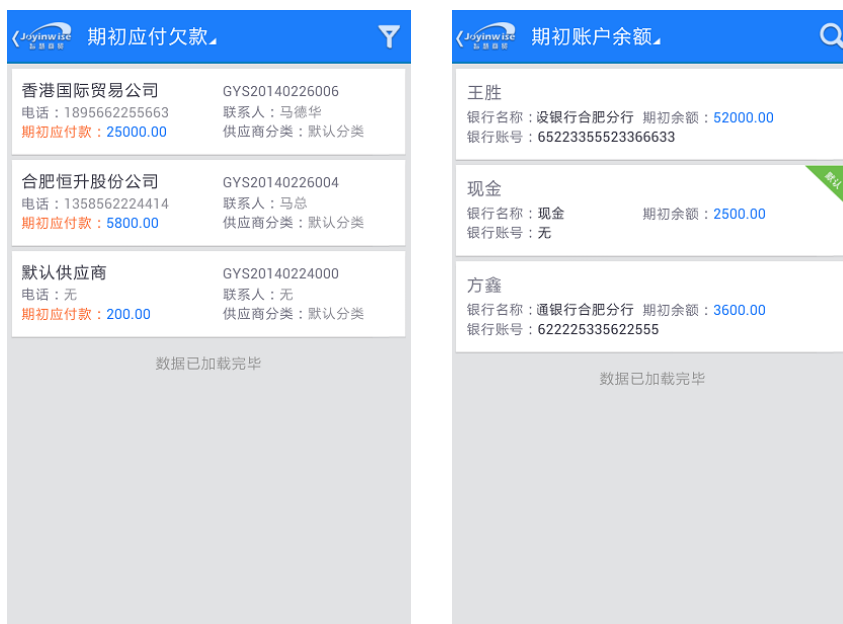 Joyinwise
期初应付欠款
香港国际贸易公司 GYS20140226006
电话：1895662255663 联系人：马德华
期初应付款：25000.00 供应商分类：默认分类
合肥恒升股份公司 GYS20140226004
电话：1358562224414 联系人：马总
期初应付款：5800.00 供应商分类：默认分类
默认供应商 GYS20140224000
电话：无 联系人：无
期初应付款：200.00 供应商分类：默认分类
数据已加载完毕
Joyinwise
期初账户余额
王胜
银行名称：设银行合肥分行 期初余额：52000.00
银行账号：65223355523366633
默认
现金
银行名称：现金 期初余额：2500.00
银行账号：无
方鑫
银行名称：通银行合肥分行 期初余额：3600.00
银行账号：622225335622555
数据已加载完毕